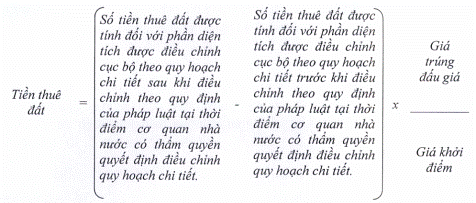 Tiền thuê
đất
=
Số tiền thuê đất được
tính đối với phần diện
tích được điều chỉnh
cục bộ theo quy hoạch
chi tiết sau khi điều
chỉnh theo quy định
của pháp luật tại thời
điểm cơ quan nhà
nước có thẩm quyền
quyết định điều chỉnh
quy hoạch chi tiết.
-
Số tiền thuê đất được
tính đối với phần diện
tích được điều chỉnh
cục bộ theo quy hoạch
chi tiết trước khi điều
chỉnh theo quy định
của pháp luật tại thời
điểm cơ quan nhà
nước có thẩm quyền
quyết định điều chỉnh
quy hoạch chi tiết.
x
Giá
trúng
đấu giá
Giá khởi
điểm